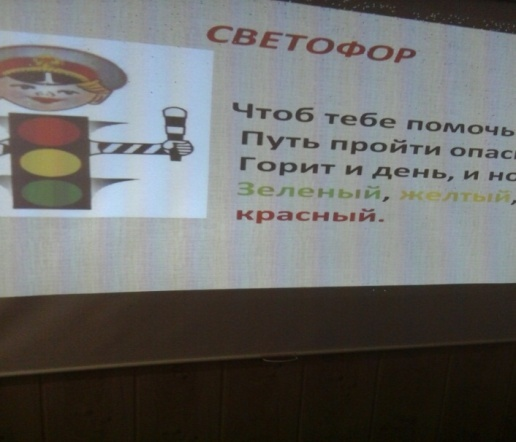 СВЕТОФОР
Чтоб тебе помочь
Путь пройти
Горит и день, и
Зеленый, желтый,
красный.